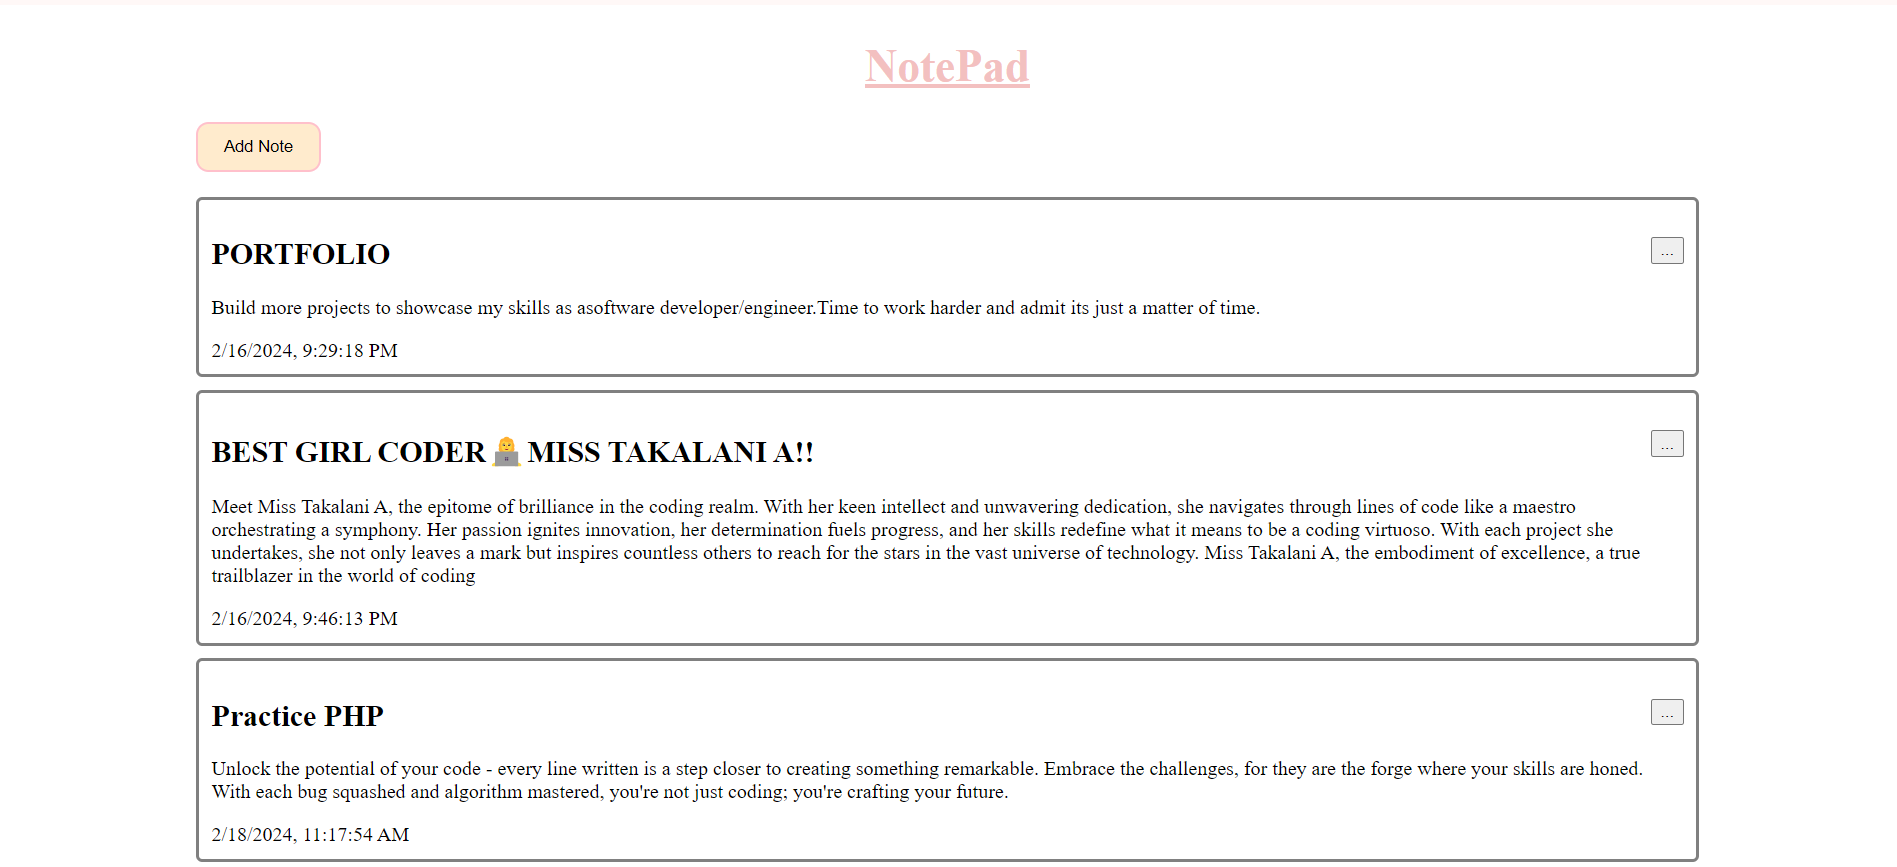 NotePad
Add Note
PORTFOLIO
...
Build more projects to showcase my skills as asoftware developer/engineer.Time to work harder and admit its just a matter of time.
2/16/2024, 9:29:18 PM
BEST GIRL CODER 👩‍💻 MISS TAKALANI A!!
...
Meet Miss Takalani A, the epitome of brilliance in the coding realm. With her keen intellect and unwavering dedication, she navigates through lines of code like a maestro
orchestrating a symphony. Her passion ignites innovation, her determination fuels progress, and her skills redefine what it means to be a coding virtuoso. With each project she
undertakes, she not only leaves a mark but inspires countless others to reach for the stars in the vast universe of technology. Miss Takalani A, the embodiment of excellence, a true
trailblazer in the world of coding
2/16/2024, 9:46:13 PM
Practice PHP
...
Unlock the potential of your code - every line written is a step closer to creating something remarkable. Embrace the challenges, for they are the forge where your skills are honed.
With each bug squashed and algorithm mastered, you're not just coding; you're crafting your future.
2/18/2024, 11:17:54 AM